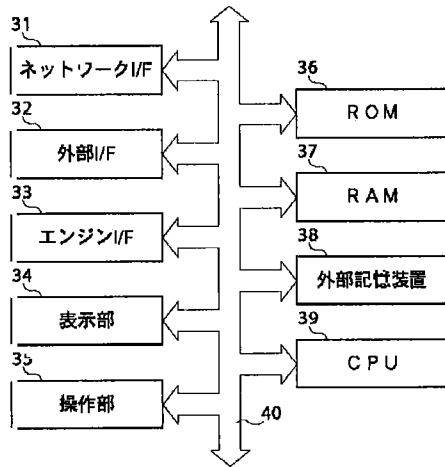 31
ネットワークI/F
32
外部I/F
33
エンジンI/F
34
表示部
35
操作部
36
ROM
37
RAM
38
外部記憶装置
39
CPU
40